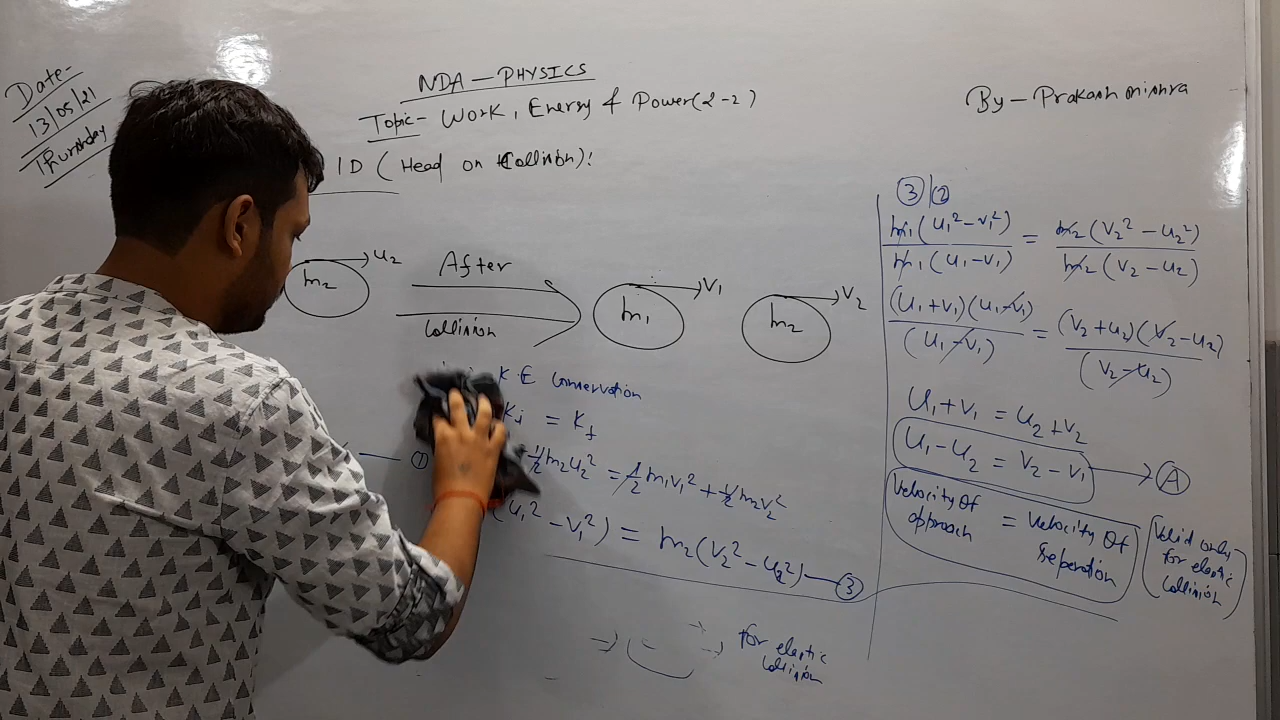 Date-
13/05/21
Thursday
NDA - PHYSICS
Topic- Work, Energy & Power(2-2)
By - Prakash mishra
1D (Head on Collision):
m2 → u2
After
Collision
m1 → v1
m2 → v2
K.E Conservation
Ki = Kf
— ①
½m2u2² = ½m1v1² + ½m2v2²
(u1² - v1²) = m2(v2² - u2²) — ③
→ →
→ for elastic
collision
③/②
m1(u1² - v1²) / m1(u1 - v1) = m2(v2² - u2²) / m2(v2 - u2)
(u1 + v1)(u1 - v1) / (u1 - v1) = (v2 + u2)(v2 - u2) / (v2 - u2)
u1 + v1 = u2 + v2
u1 - u2 = v2 - v1 → A
Velocity Of approach = Velocity Of Seperation
Valid only
for elastic
Collision